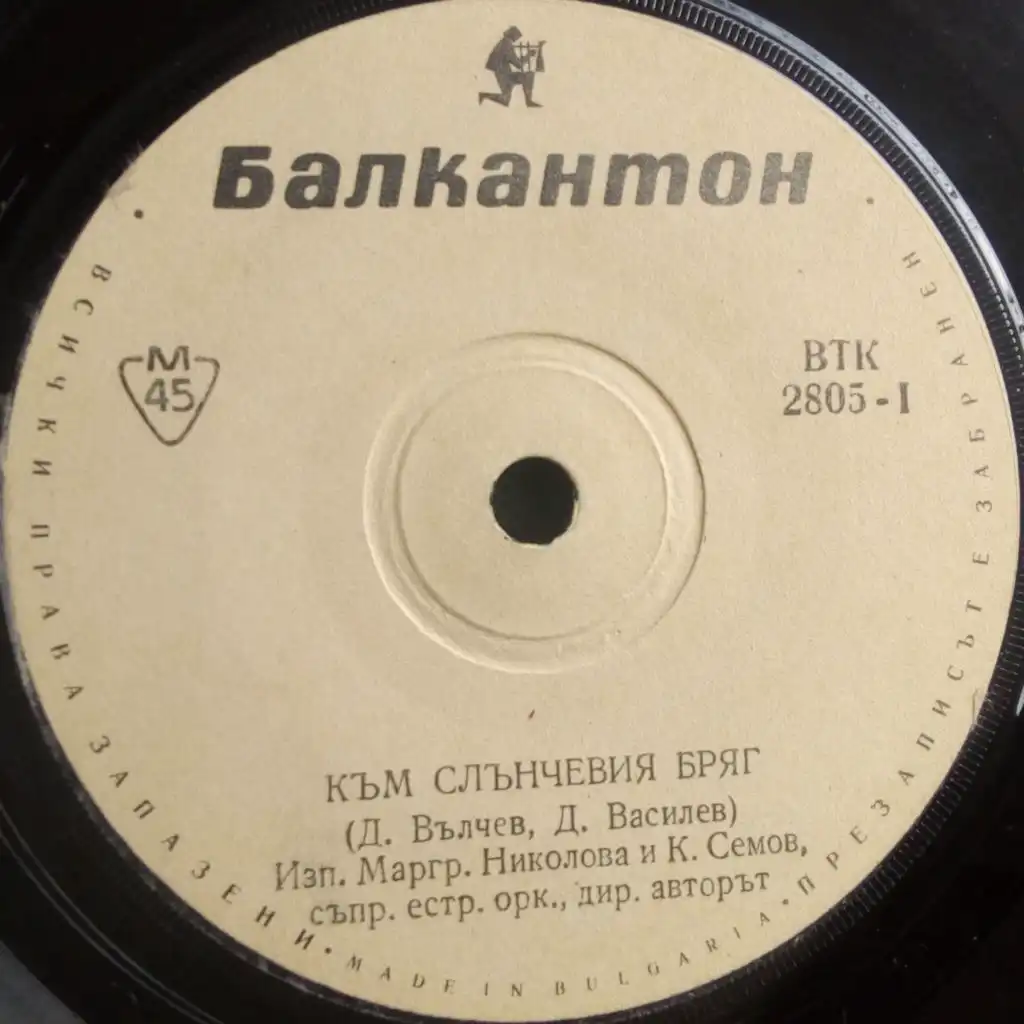 Балкантон
М
45
ВТК
2805-I
КЪМ СЛЪНЧЕВИЯ БРЯГ
(Д. Вълчев, Д. Василев)
Изп. Маргр. Николова и К. Семов,
съпр. естр. орк., дир. авторът
• ВСИЧКИ ПРАВА ЗАПАЗЕНИ • MADE IN BULGARIA • ПРЕЗАПИСЪТ Е ЗАБРАНЕН •